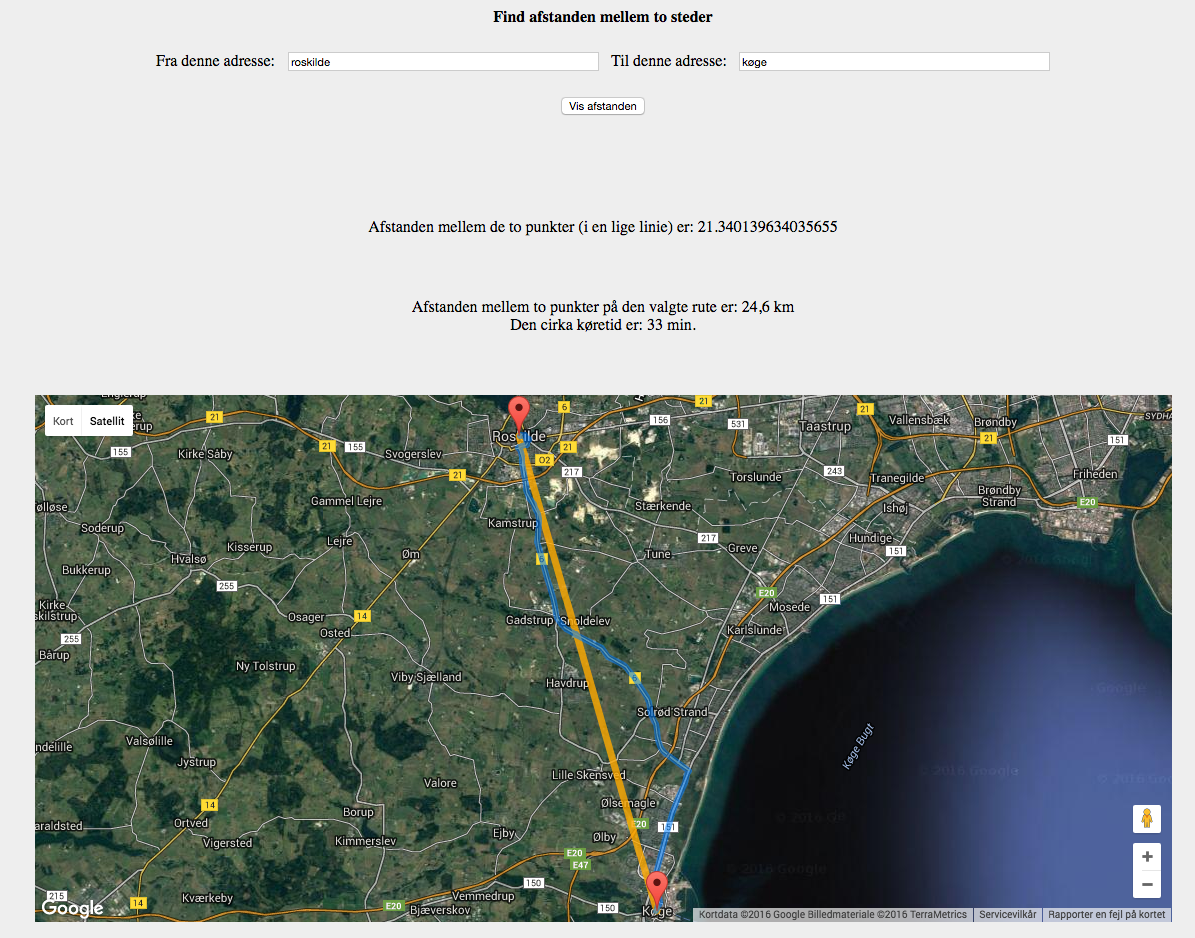 Find afstanden mellem to steder
Fra denne adresse: roskilde Til denne adresse: køge
Vis afstanden
Afstanden mellem de to punkter (i en lige linie) er: 21.340139634035655
Afstanden mellem to punkter på den valgte rute er: 24,6 km
Den cirka køretid er: 33 min.
Kort Satellit
21 6 21 21
156 531 Taastrup Vallensbæk Brøndby SYDHA
155 Kirke Såby 21 155 Svogerslev Roskilde 21 O2 217 21 151
21 Torslunde 243 Tranegilde Friheden
Gammel Lejre Stærkende Brøndby Strand E20
Ishøj
Soderup Kamstrup
Hvalsø Kisserup Lejre Øm Tune 217 Greve Hundige 151
Bukkerup
255 E20 151
Kirke
skilstrup Osager 14 Gadstrup Snoldelev Mosede
255 Osted Karlslunde
Bårup Ny Tolstrup Viby Sjælland Havdrup 6
Solrød Strand
ndelille Valsølille Køge Bugt
Jystrup Valore Lille Skensved
14 Borup Ølsemagle
araldsted Ortved Vigersted Kimmerslev Ejby Ølby E20 151
E20
E47
215 14 Kværkeby E20 Bjæverskov Vemmedrup 150 150 Køge
Google
Kortdata ©2016 Google Billedmateriale ©2016 TerraMetrics Servicevilkår Rapporter en fejl på kortet